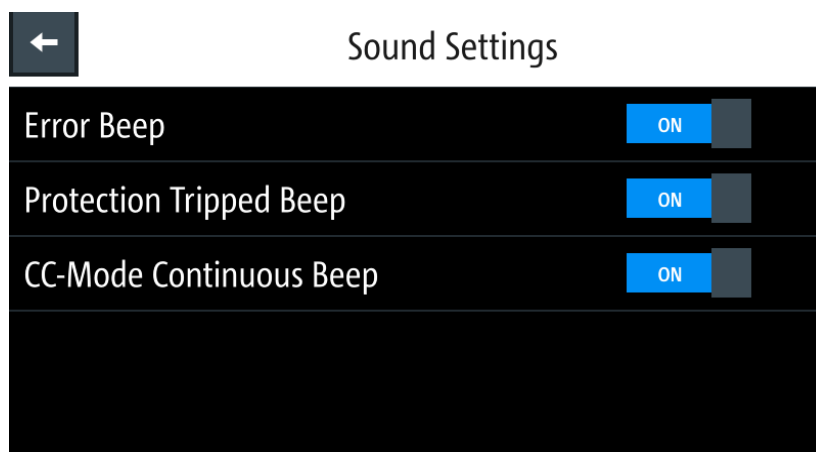 Sound Settings
Error Beep ON
Protection Tripped Beep ON
CC-Mode Continuous Beep ON